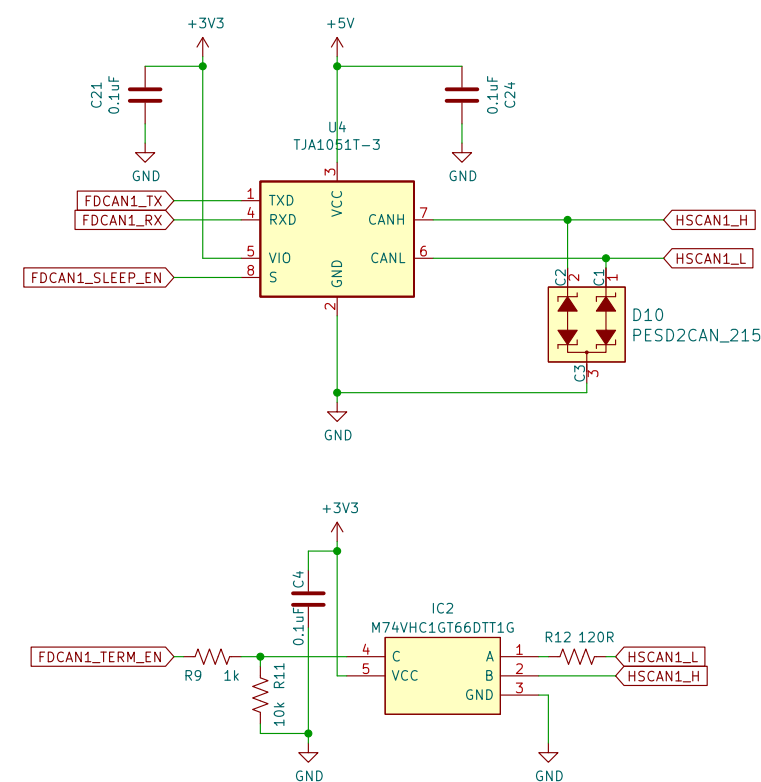 +3V3
+5V
C21
0.1uF
0.1uF
C24
GND
GND
U4
TJA1051T-3
3
VCC
FDCAN1_TX
1
TXD
FDCAN1_RX
4
RXD
CANH
7
HSCAN1_H
5
VIO
CANL
6
HSCAN1_L
FDCAN1_SLEEP_EN
8
S
GND
2
C2
2
C1
1
D10
PESD2CAN_215
C3
3
GND
+3V3
C4
0.1uF
IC2
M74VHC1GT66DTT1G
R12 120R
FDCAN1_TERM_EN
R9 1k
R11
10k
4
C
A
1
HSCAN1_L
5
VCC
B
2
HSCAN1_H
GND
3
GND
GND